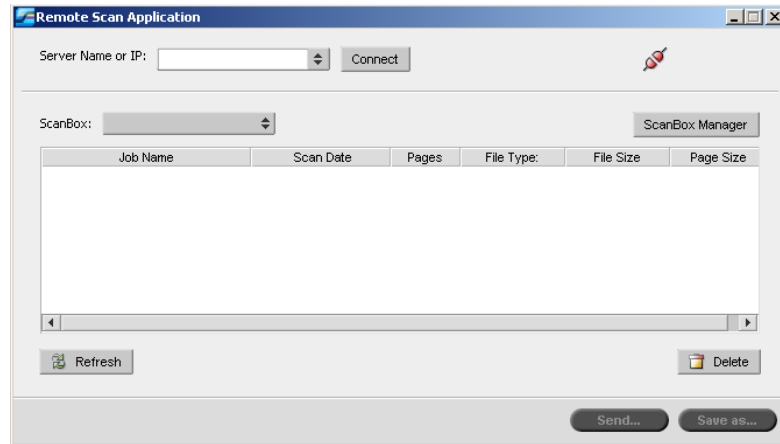 Remote Scan Application
Server Name or IP: Connect
ScanBox: ScanBox Manager
Job Name Scan Date Pages File Type: File Size Page Size
Refresh Delete
Send... Save as...